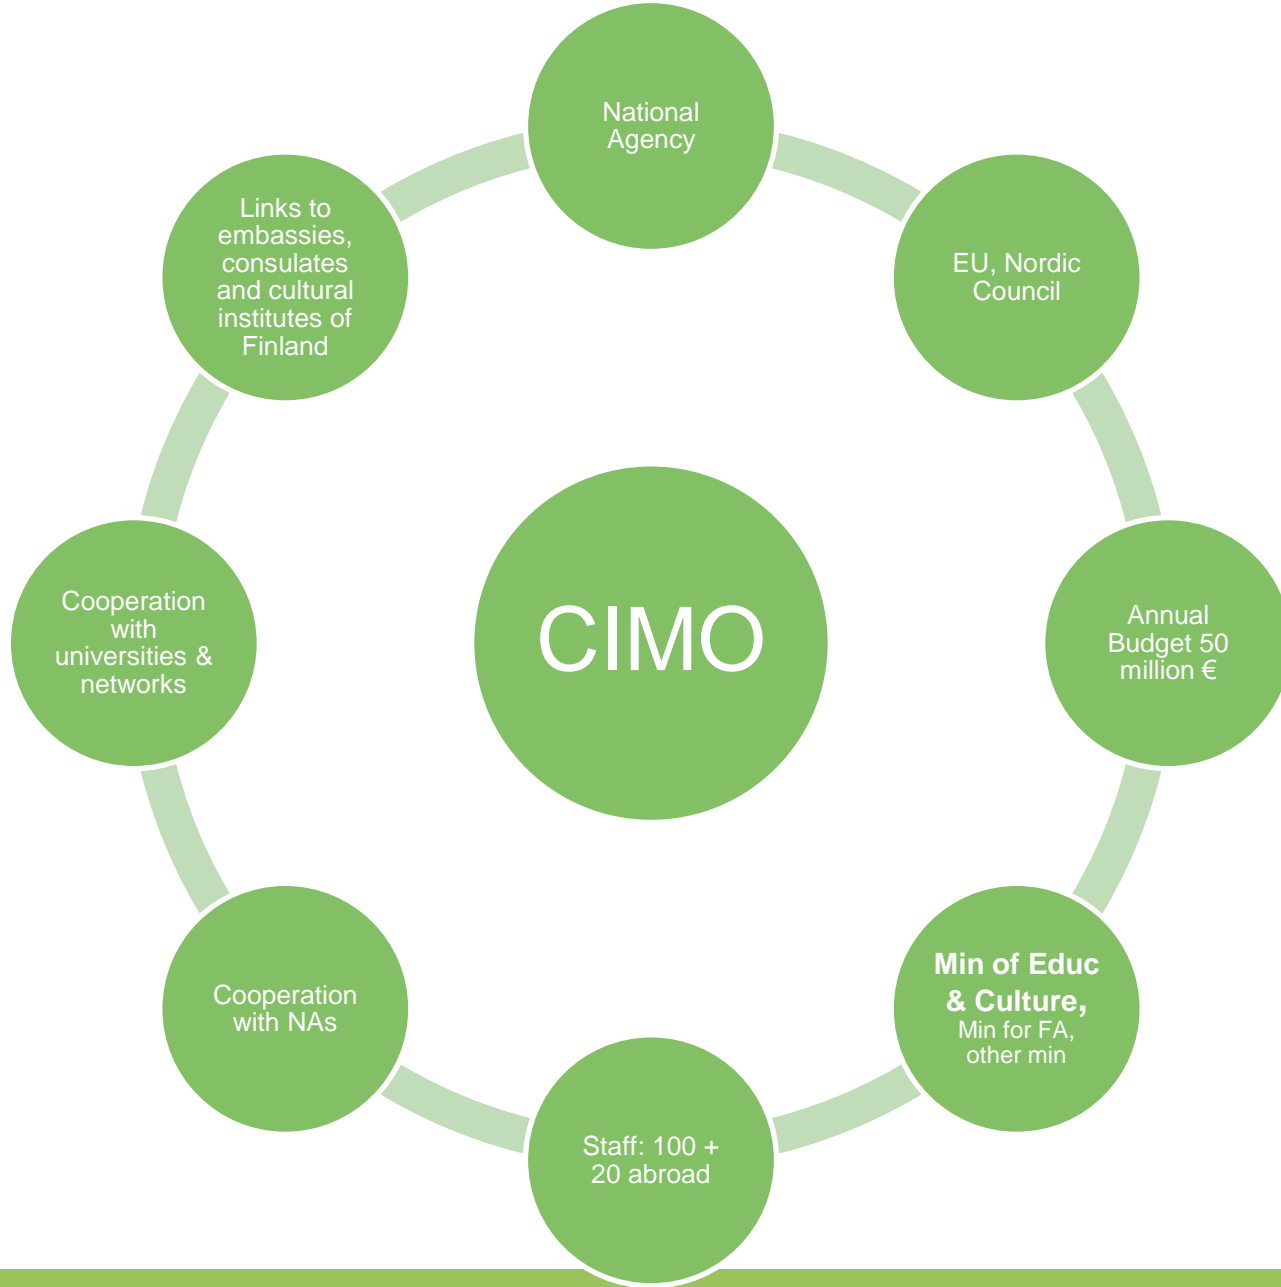 National
Agency
EU, Nordic
Council
Annual
Budget 50
million €
Min of Educ
& Culture,
Min for FA,
other min
Staff: 100 +
20 abroad
Cooperation
with NAs
Cooperation
with
universities &
networks
Links to
embassies,
consulates
and cultural
institutes of
Finland
CIMO